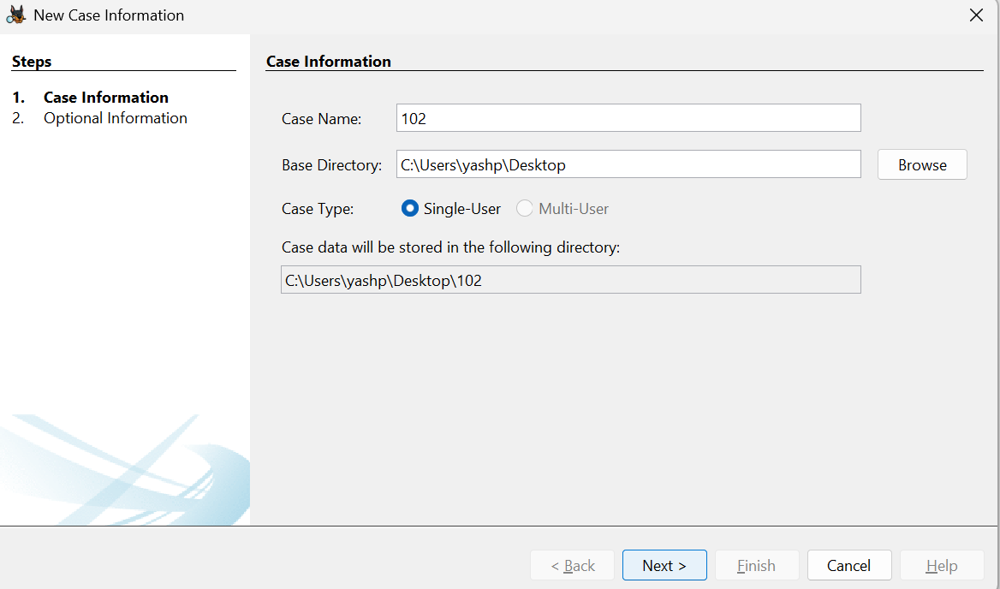 New Case Information
Steps
1. Case Information
2. Optional Information
Case Information
Case Name: 102
Base Directory: C:\Users\yashp\Desktop Browse
Case Type: Single-User Multi-User
Case data will be stored in the following directory:
C:\Users\yashp\Desktop\102
< Back Next > Finish Cancel Help